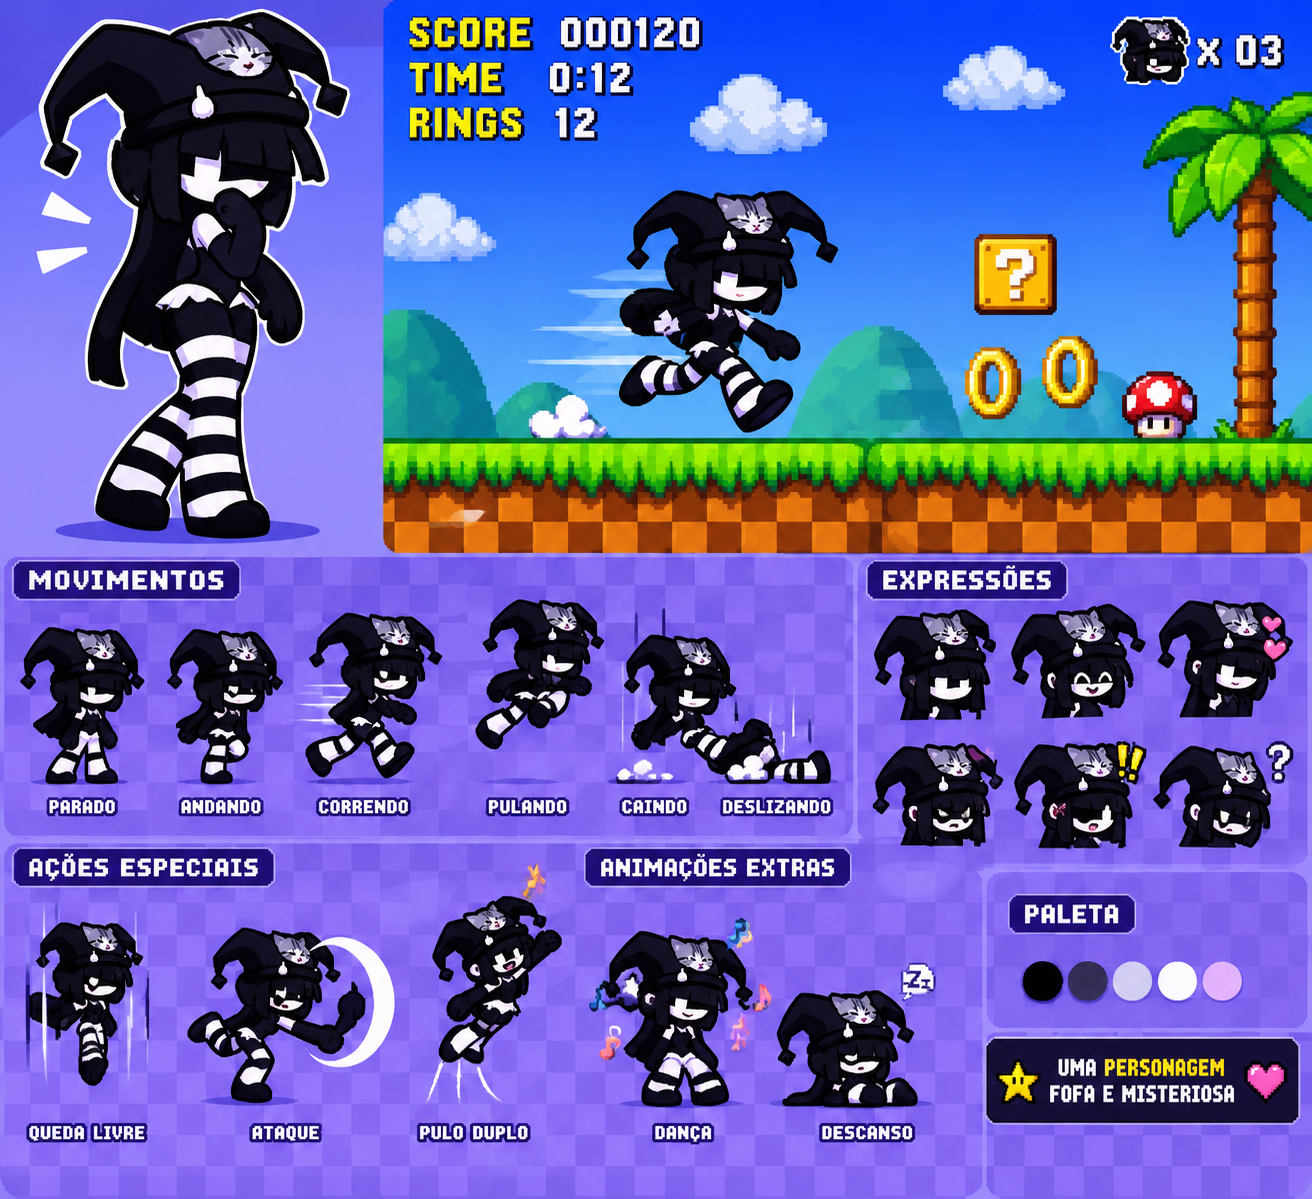 SCORE 000120
TIME 0:12
RINGS 12
X 03
?
MOVIMENTOS
PARADO
ANDANDO
CORRENDO
PULANDO
CAINDO
DESLIZANDO
EXPRESSÕES
!!
?
AÇÕES ESPECIAIS
QUEDA LIVRE
ATAQUE
PULO DUPLO
ANIMAÇÕES EXTRAS
Zz
DANÇA
DESCANSO
PALETA
UMA PERSONAGEM
FOFA E MISTERIOSA